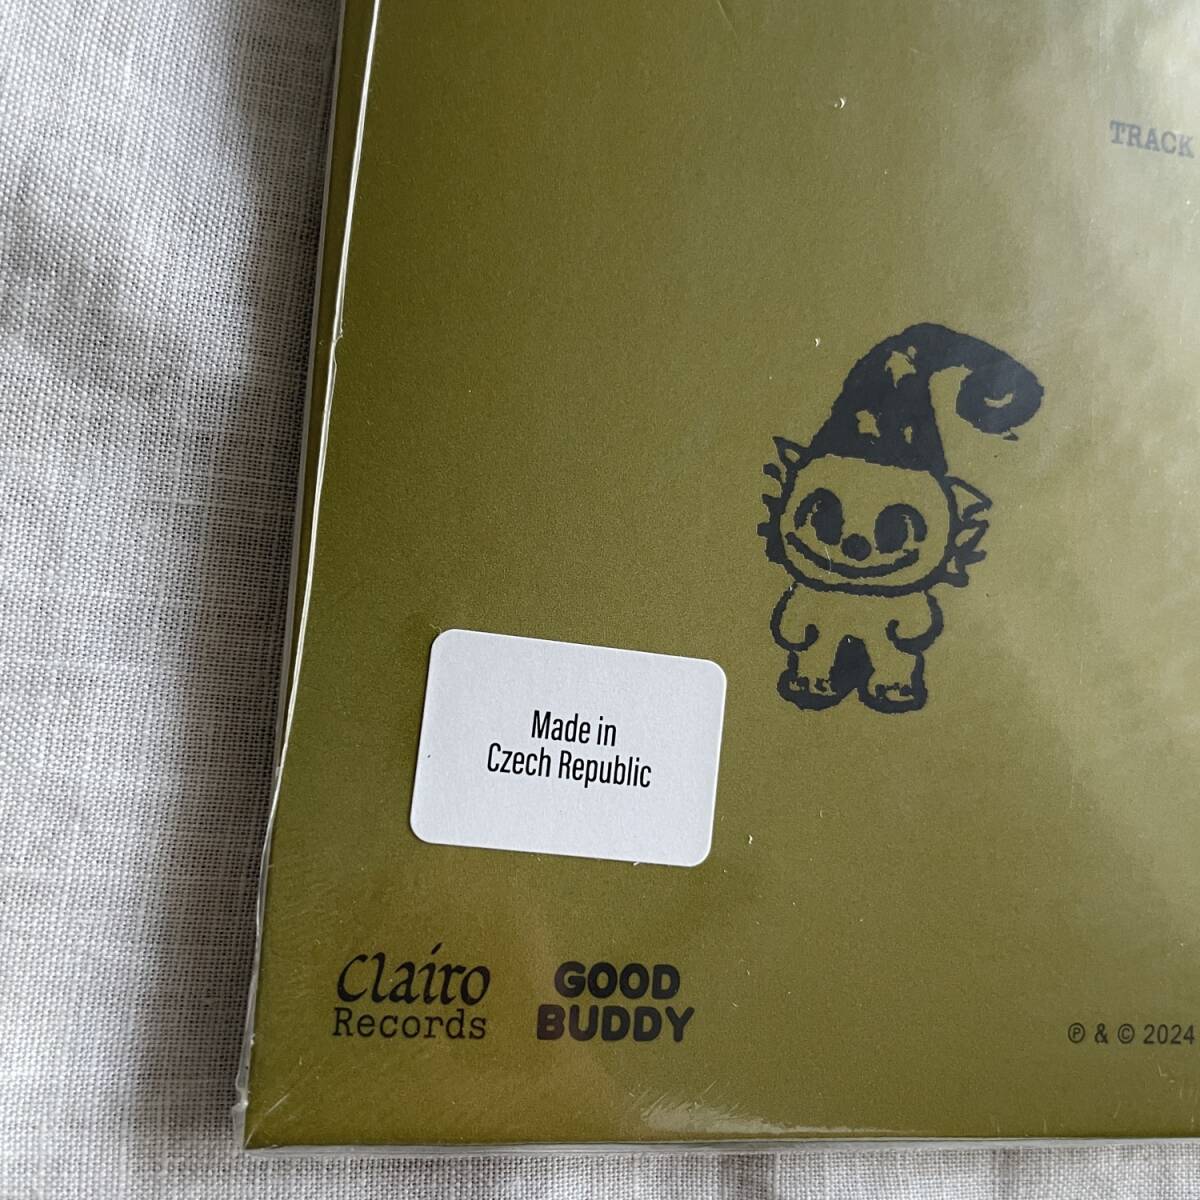 TRACK
Made in
Czech Republic
clairo
Records
GOOD
BUDDY
℗ & © 2024